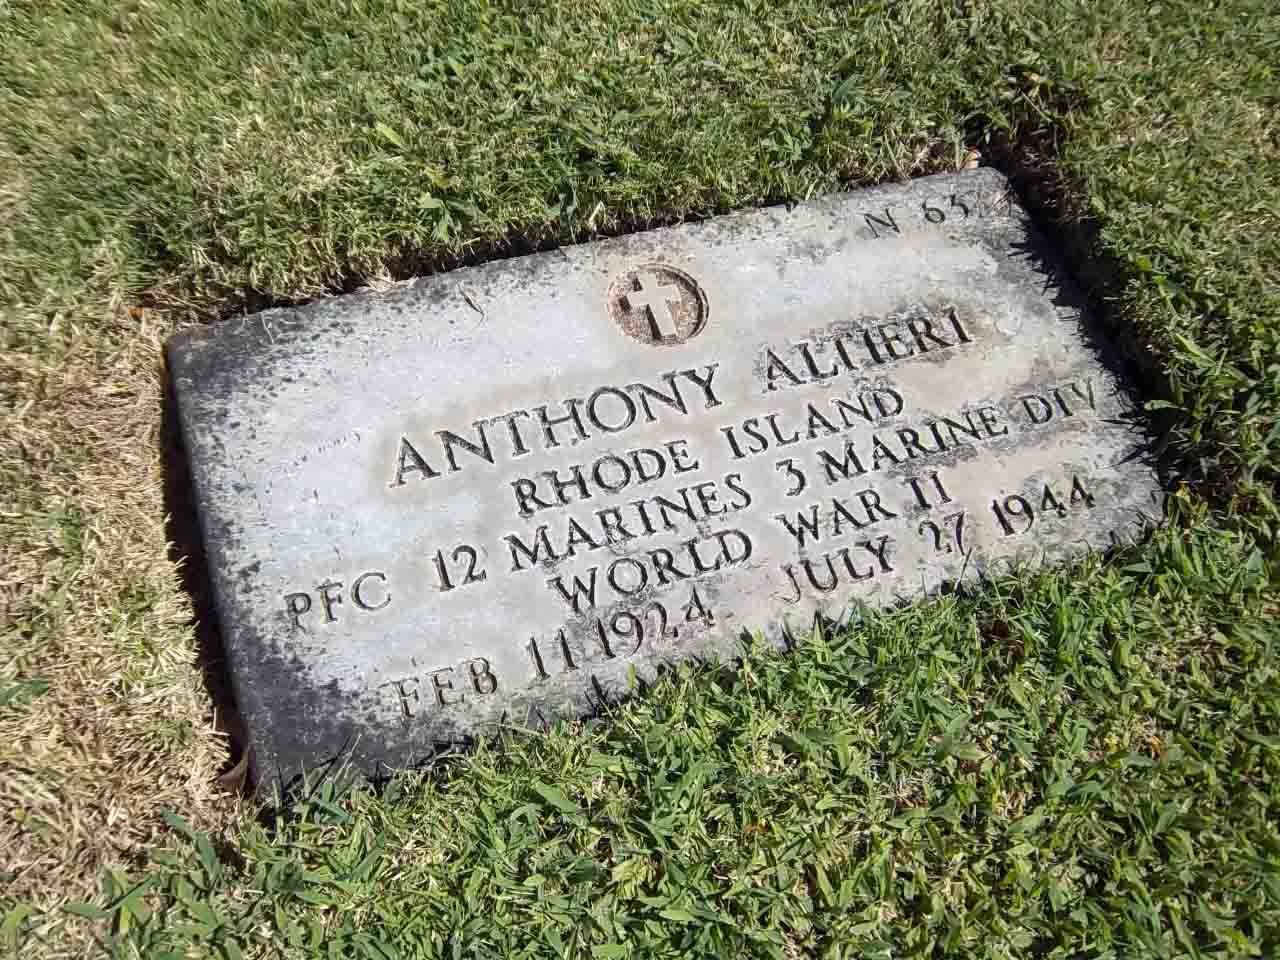 N 65
ANTHONY ALTIERI
RHODE ISLAND
PFC 12 MARINES 3 MARINE DIV
WORLD WAR II
FEB 11 1924 JULY 27 1944